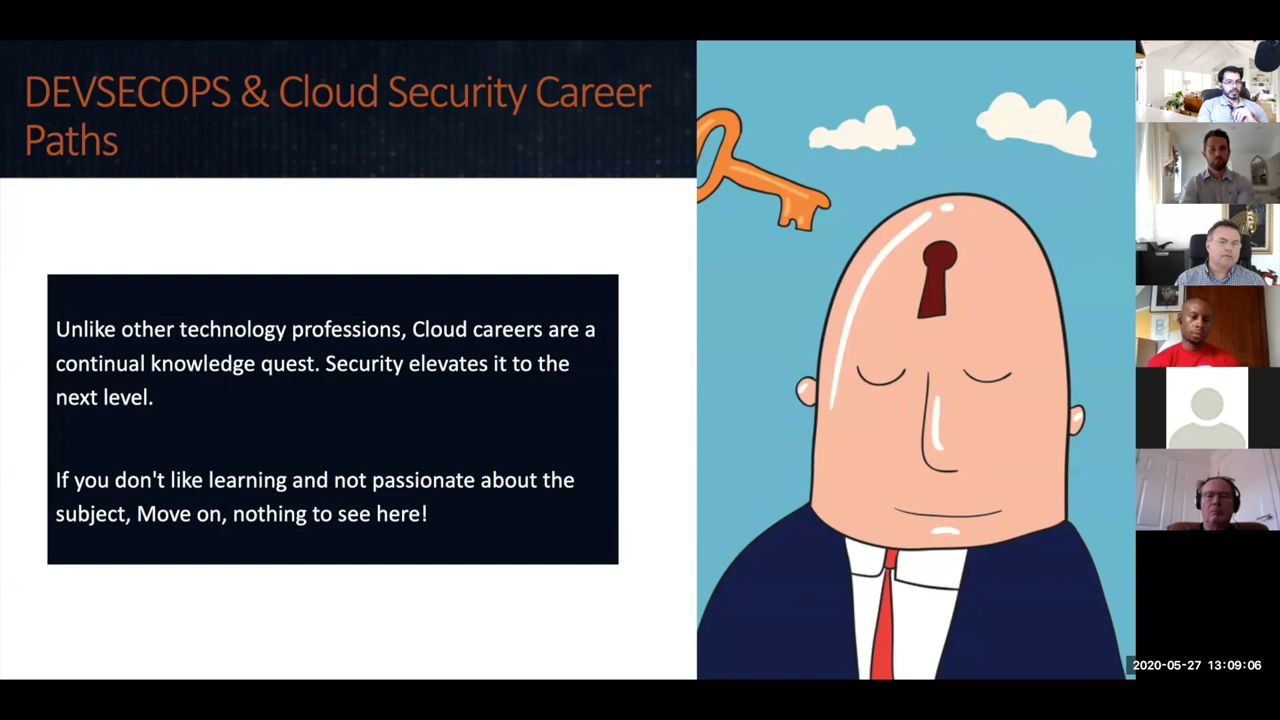 DEVSECOPS & Cloud Security Career
Paths
Unlike other technology professions, Cloud careers are a
continual knowledge quest. Security elevates it to the
next level.
If you don't like learning and not passionate about the
subject, Move on, nothing to see here!
2020-05-27 13:09:06